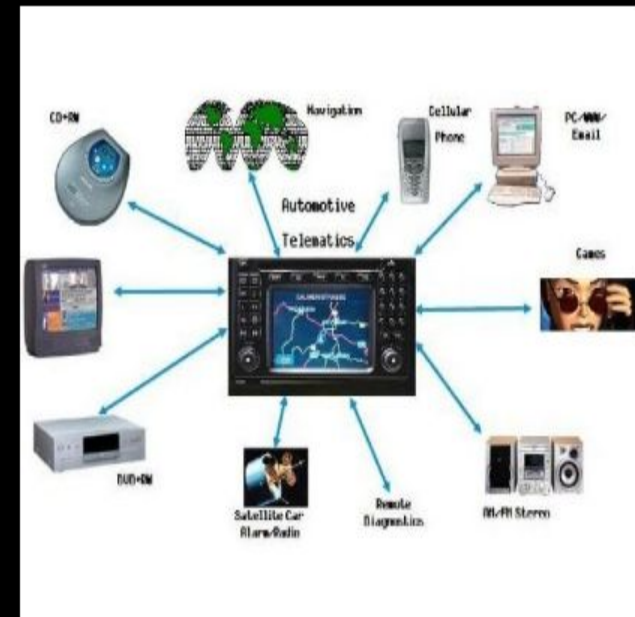 CD+RW
Navigation
Cellular
Phone
PC/WWW/
Email
Automotive
Telematics
Games
DVD+RW
Satellite Car
Alarm/Radio
Remote
Diagnostics
AM/FM Stereo